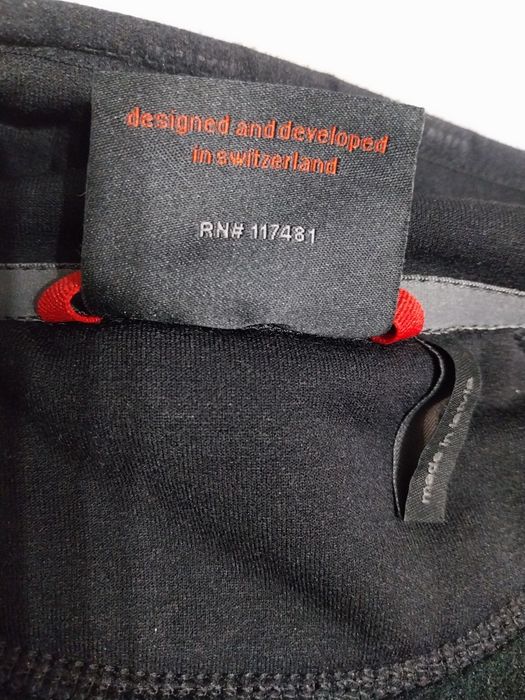 designed and developed
in switzerland
RN# 117481
made in latvia